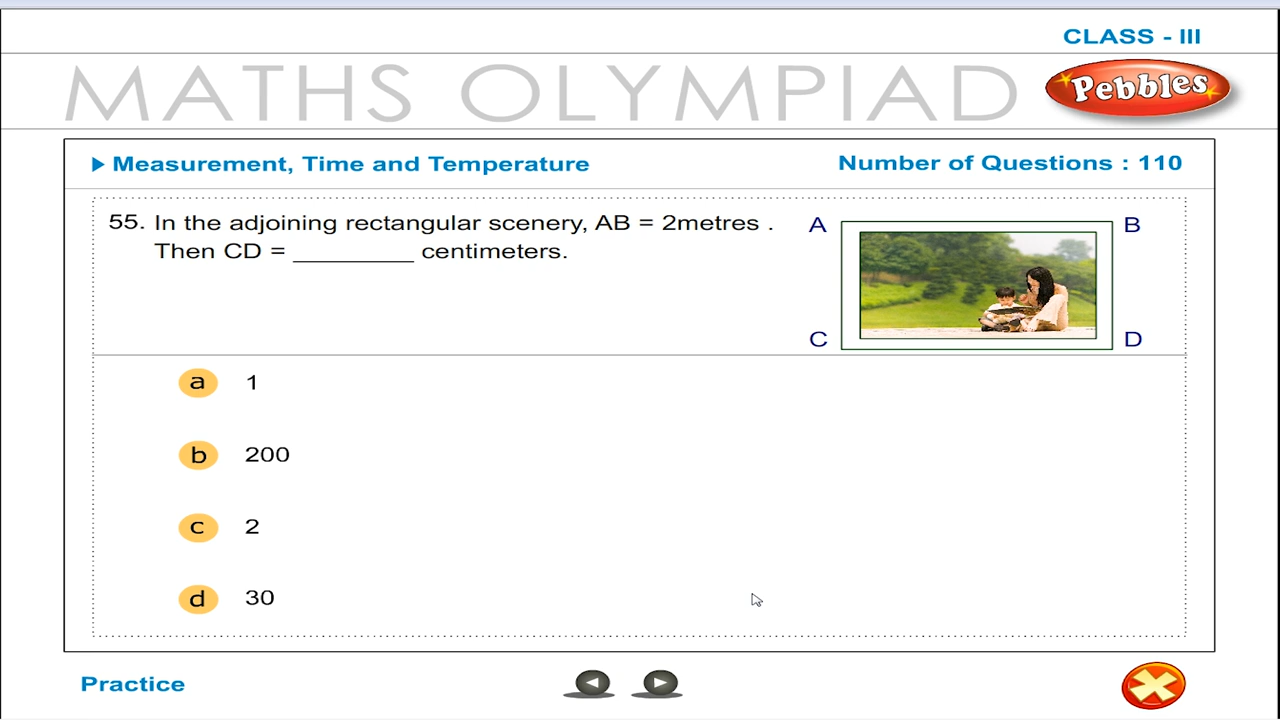 CLASS - III
MATHS OLYMPIAD
Pebbles
Measurement, Time and Temperature
Number of Questions : 110
55. In the adjoining rectangular scenery, AB = 2metres .
Then CD = _________ centimeters.
A
B
C
D
a 1
b 200
c 2
d 30
Practice